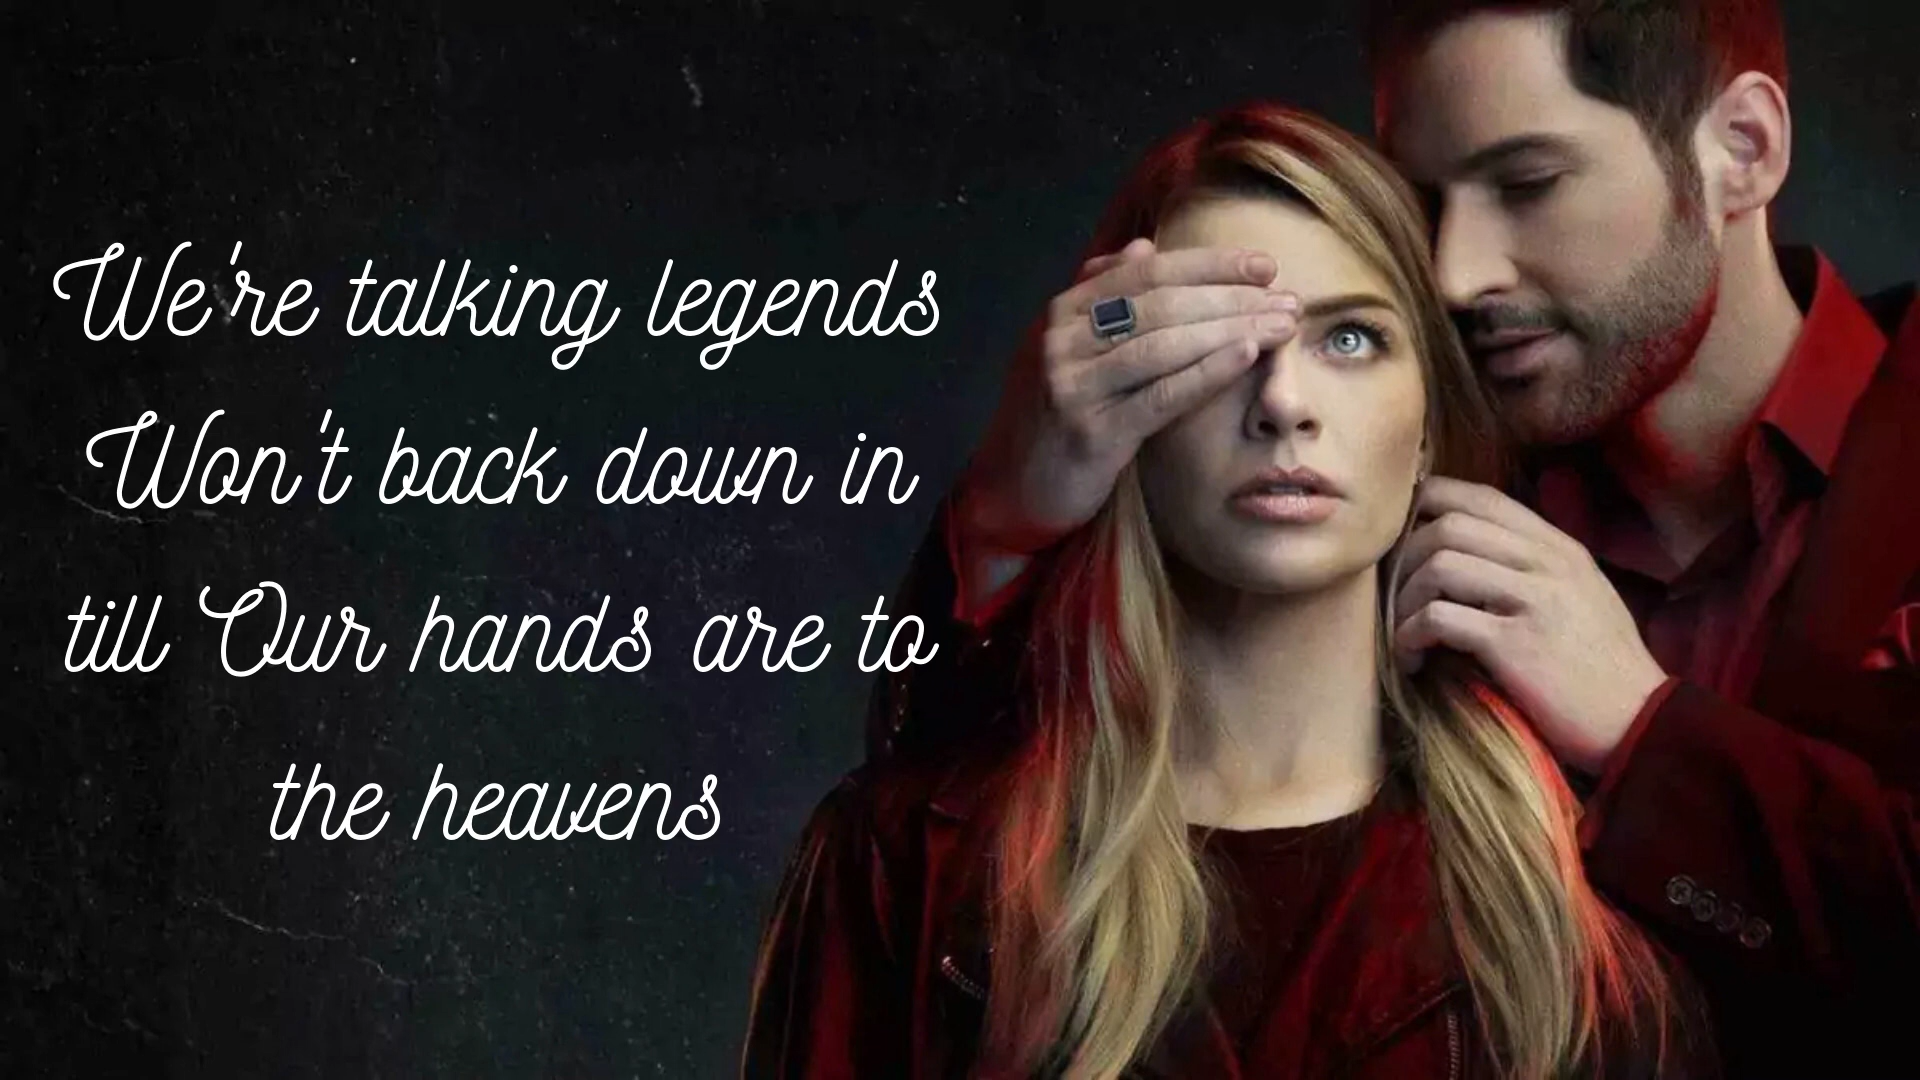 We're talking legends
Won't back down in
till Our hands are to
the heavens